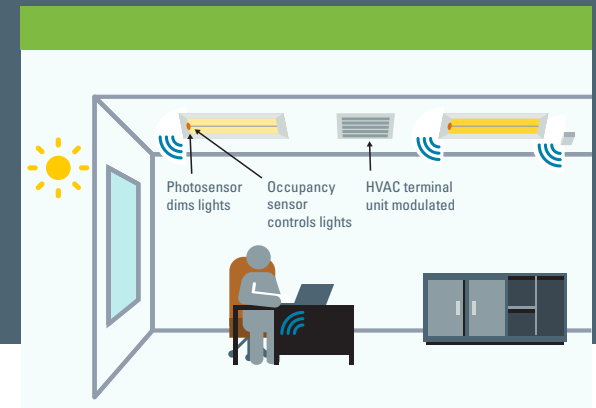 Photosensor
dims lights
Occupancy
sensor
controls lights
HVAC terminal
unit modulated